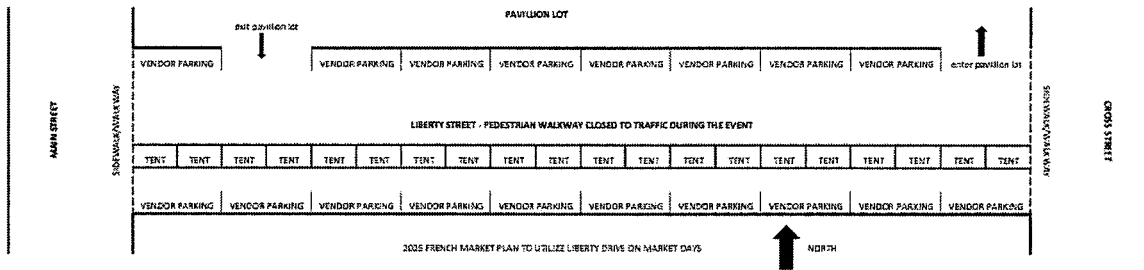 PAVILLION LOT
exit pavillion lot
VENDOR PARKING VENDOR PARKING VENDOR PARKING VENDOR PARKING VENDOR PARKING VENDOR PARKING VENDOR PARKING VENDOR PARKING enter pavillion lot
MAIN STREET
SIDEWALK/WALKWAY
LIBERTY STREET - PEDESTRIAN WALKWAY CLOSED TO TRAFFIC DURING THE EVENT
SIDEWALK/WALKWAY
CROSS STREET
TENT TENT TENT TENT TENT TENT TENT TENT TENT TENT TENT TENT TENT TENT TENT TENT TENT TENT TENT TENT
VENDOR PARKING VENDOR PARKING VENDOR PARKING VENDOR PARKING VENDOR PARKING VENDOR PARKING VENDOR PARKING VENDOR PARKING VENDOR PARKING VENDOR PARKING
2025 FRENCH MARKET PLAN TO UTILIZE LIBERTY DRIVE ON MARKET DAYS
NORTH